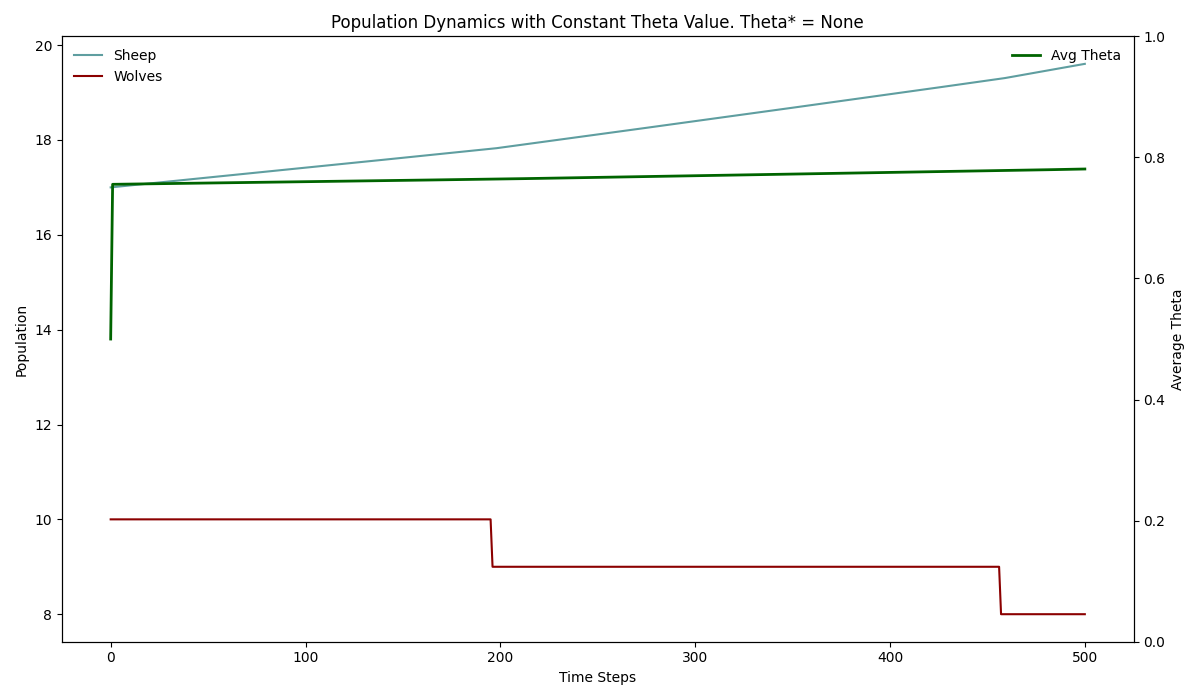 Population Dynamics with Constant Theta Value. Theta* = None
Sheep
Wolves
Avg Theta
Population
20
18
16
14
12
10
8
1.0
0.8
0.6
0.4
0.2
0.0
Average Theta
0 100 200 300 400 500
Time Steps